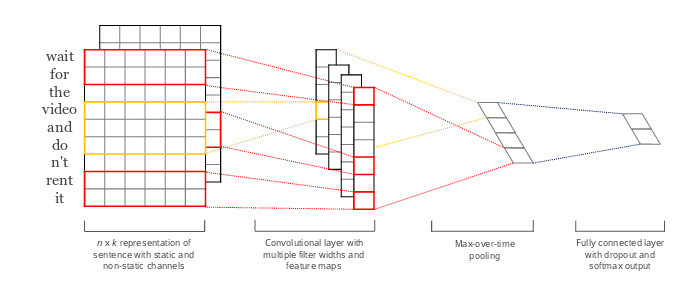 wait
for
the
video
and
do
n't
rent
it
n x k representation of
sentence with static and
non-static channels
Convolutional layer with
multiple filter widths and
feature maps
Max-over-time
pooling
Fully connected layer
with dropout and
softmax output